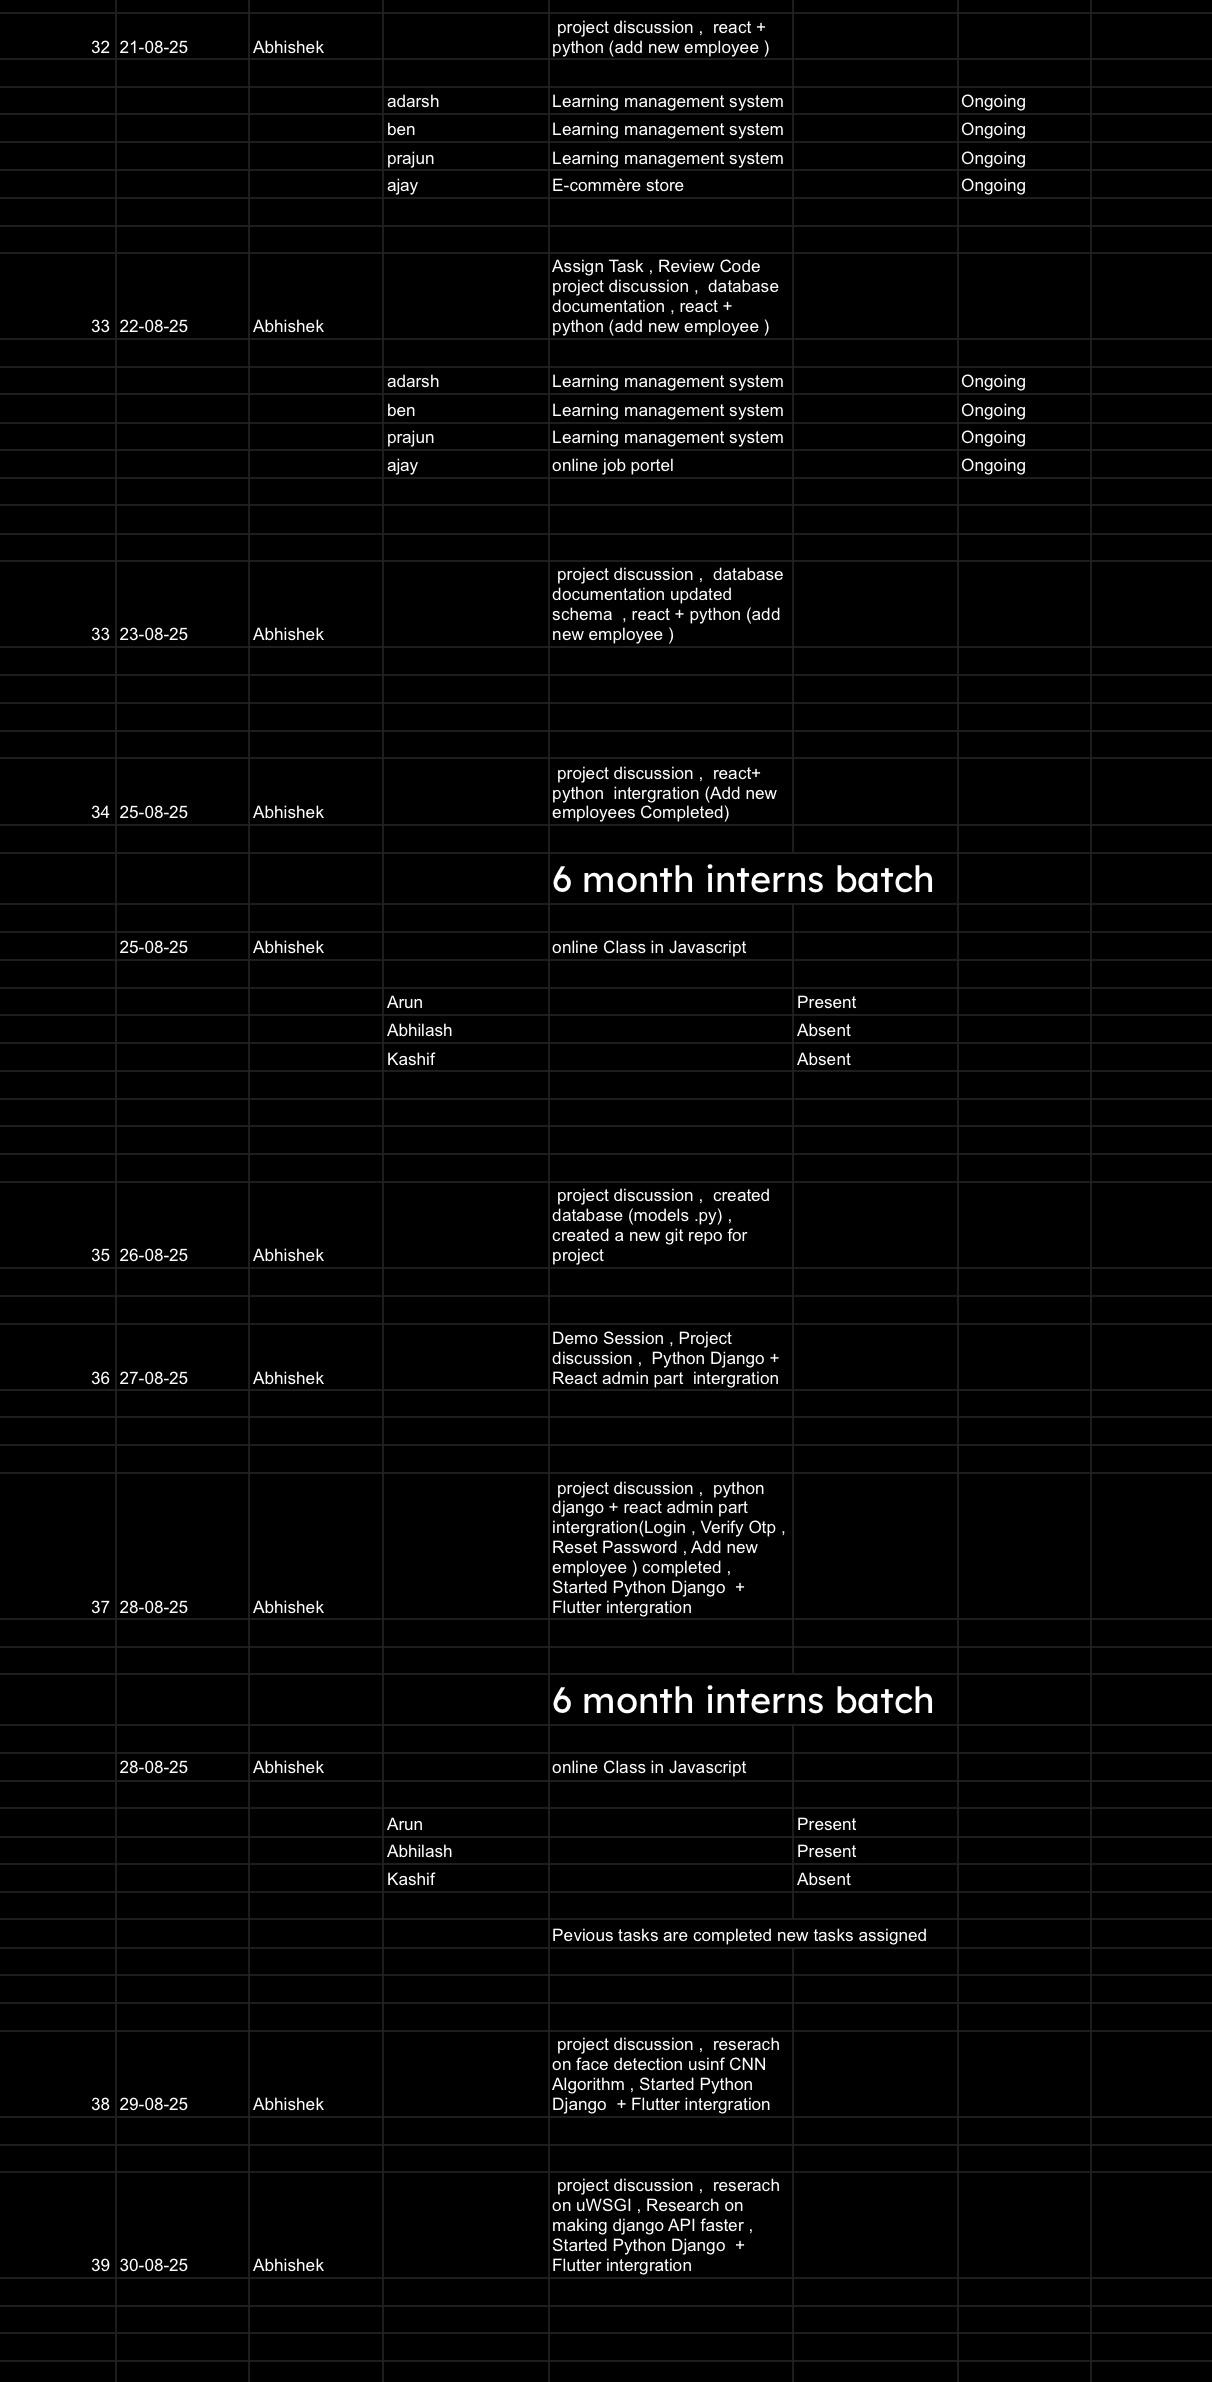 project discussion ,  react +
32 21-08-25 Abhishek python (add new employee )
adarsh Learning management system Ongoing
ben Learning management system Ongoing
prajun Learning management system Ongoing
ajay E-commère store Ongoing
Assign Task , Review Code
project discussion ,  database
documentation , react +
33 22-08-25 Abhishek python (add new employee )
adarsh Learning management system Ongoing
ben Learning management system Ongoing
prajun Learning management system Ongoing
ajay online job portel Ongoing
project discussion ,  database
documentation updated
schema  , react + python (add
33 23-08-25 Abhishek new employee )
project discussion ,  react+
python  intergration (Add new
34 25-08-25 Abhishek employees Completed)
6 month interns batch
25-08-25 Abhishek online Class in Javascript
Arun Present
Abhilash Absent
Kashif Absent
project discussion ,  created
database (models .py) ,
created a new git repo for
35 26-08-25 Abhishek project
Demo Session , Project
discussion ,  Python Django +
36 27-08-25 Abhishek React admin part  intergration
project discussion ,  python
django + react admin part
intergration(Login , Verify Otp ,
Reset Password , Add new
employee ) completed ,
Started Python Django  +
37 28-08-25 Abhishek Flutter intergration
6 month interns batch
28-08-25 Abhishek online Class in Javascript
Arun Present
Abhilash Present
Kashif Absent
Pevious tasks are completed new tasks assigned
project discussion ,  reserach
on face detection usinf CNN
Algorithm , Started Python
38 29-08-25 Abhishek Django  + Flutter intergration
project discussion ,  reserach
on uWSGI , Research on
making django API faster ,
Started Python Django  +
39 30-08-25 Abhishek Flutter intergration